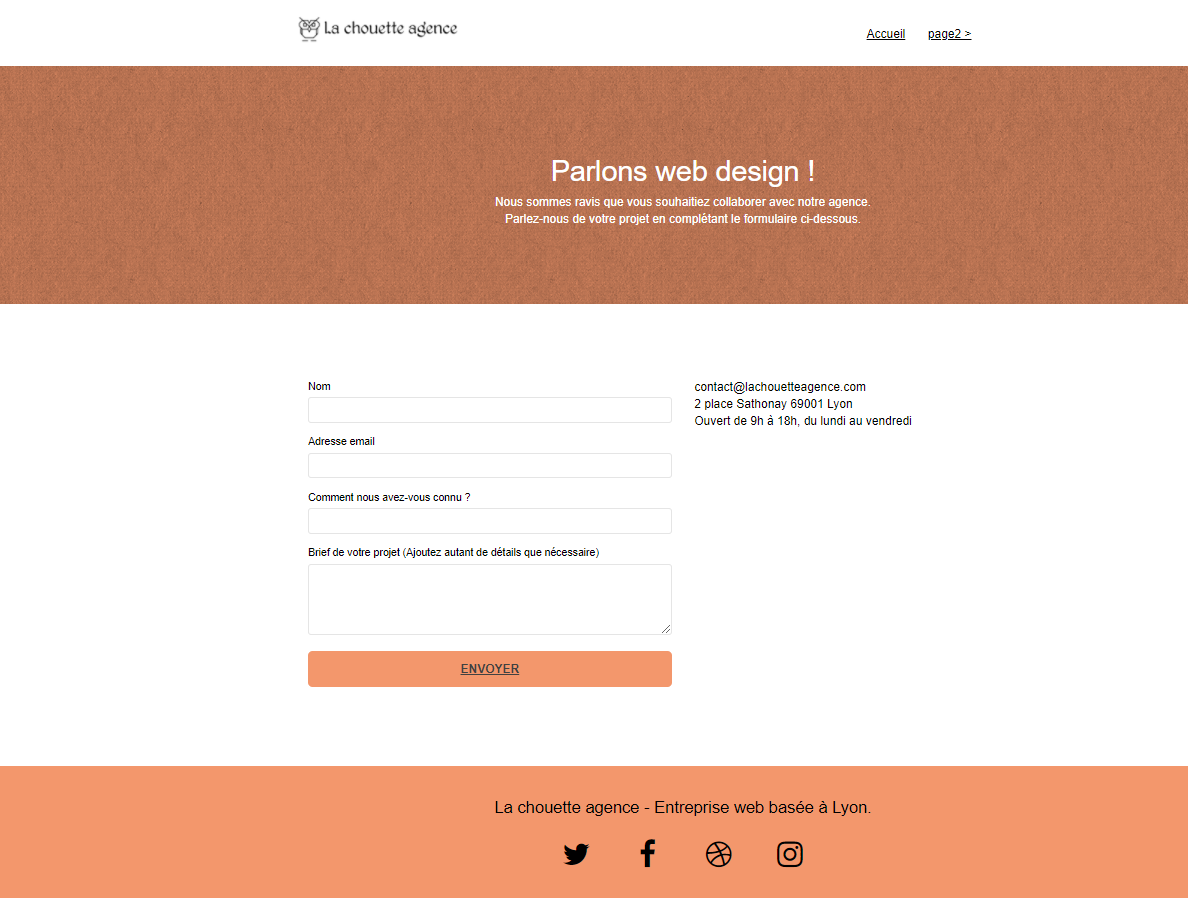 La chouette agence
Accueil
page2 >
Parlons web design !
Nous sommes ravis que vous souhaitiez collaborer avec notre agence.
Parlez-nous de votre projet en complétant le formulaire ci-dessous.
Nom
Adresse email
Comment nous avez-vous connu ?
Brief de votre projet (Ajoutez autant de détails que nécessaire)
ENVOYER
contact@lachouetteagence.com
2 place Sathonay 69001 Lyon
Ouvert de 9h à 18h, du lundi au vendredi
La chouette agence - Entreprise web basée à Lyon.